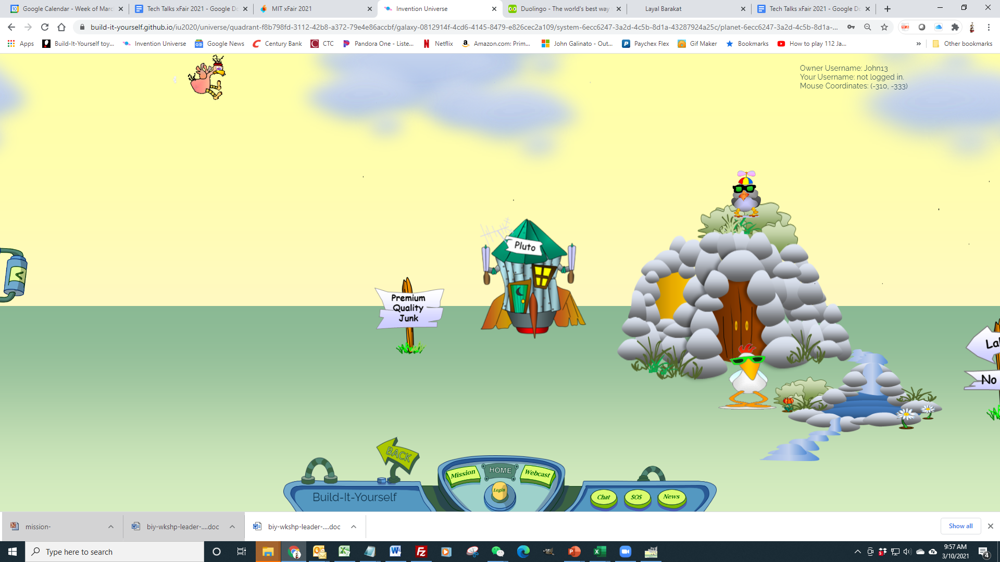 Google Calendar - Week of Marc
Tech Talks xFair 2021 - Google Do
MIT xFair 2021
Invention Universe
Duolingo - The world's best way
Layal Barakat
Tech Talks xFair 2021 - Google Do
build-it-yourself.github.io/iu2020/universe/quadrant-f8b798fd-3112-42b8-a372-79e4e86accbf/galaxy-0812914f-4cd6-4145-8479-e826cec2a109/system-6ecc6247-3a2d-4c5b-8d1a-43287924a25c/planet-6ecc6247-3a2d-4c5b-8d1a-...
Apps
Build-It-Yourself toy...
Invention Universe
Google News
Century Bank
CTC
Pandora One - Liste...
Netflix
Amazon.com: Prim...
John Galinato - Out...
Paychex Flex
Gif Maker
Bookmarks
How to play 112 Ja...
»
Other bookmarks
Owner Username: John13
Your Username: not logged in.
Mouse Coordinates: (-310, -333)
Pluto
Premium
Quality
Junk
La
No
BACK
Mission
HOME
Webcast
Login
Build-It-Yourself
Chat
SOS
News
mission-
biy-wkshp-leader-....doc
biy-wkshp-leader-....doc
Show all
Type here to search
9:57 AM
3/10/2021
4